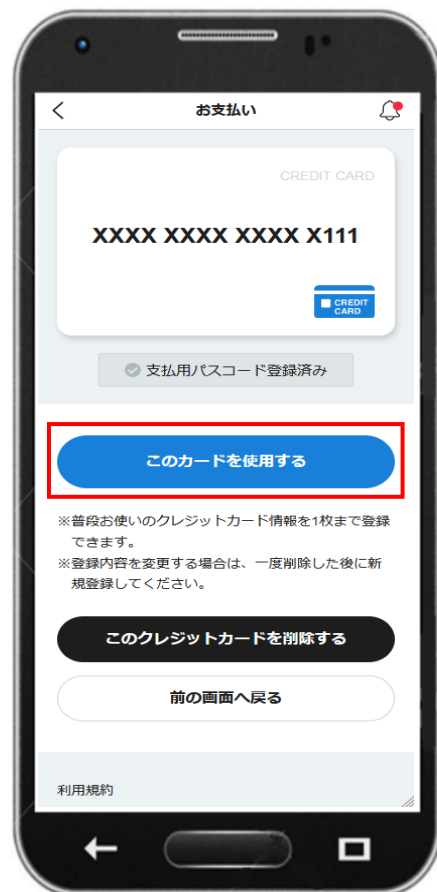 お支払い
CREDIT CARD
XXXX XXXX XXXX X111
CREDIT
CARD
支払用パスコード登録済み
このカードを使用する
※普段お使いのクレジットカード情報を1枚まで登録
できます。
※登録内容を変更する場合は、一度削除した後に新
規登録してください。
このクレジットカードを削除する
前の画面へ戻る
利用規約